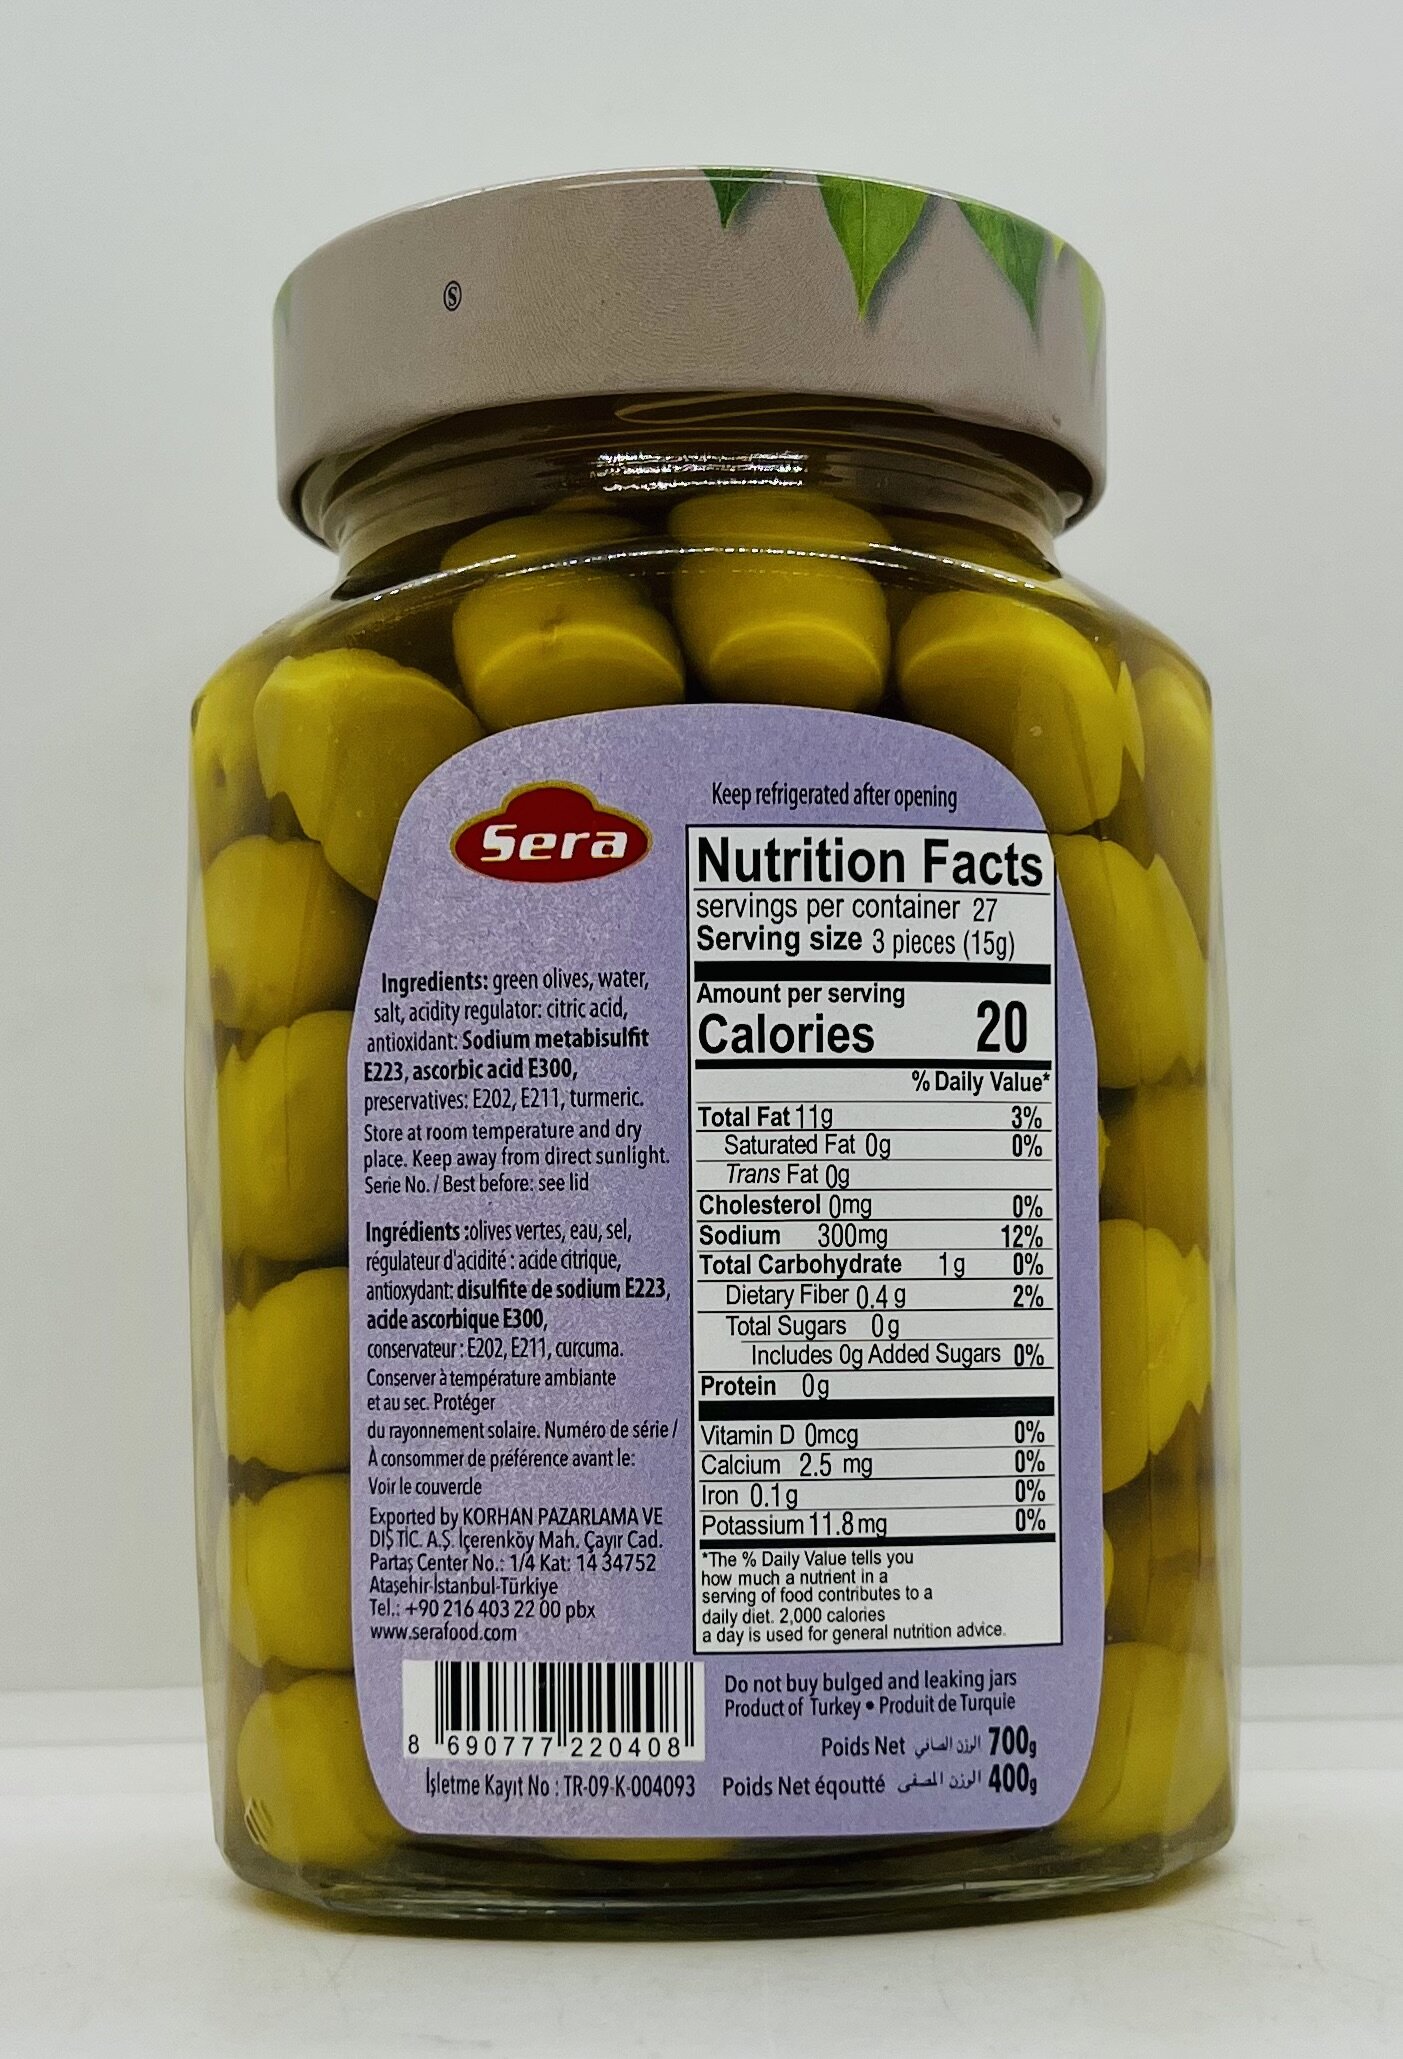 Ⓢ
Sera
Ingredients: green olives, water,
salt, acidity regulator: citric acid,
antioxidant: Sodium metabisulfit
E223, ascorbic acid E300,
preservatives: E202, E211, turmeric.
Store at room temperature and dry
place. Keep away from direct sunlight.
Serie No. / Best before: see lid
Ingrédients :olives vertes, eau, sel,
régulateur d'acidité : acide citrique,
antioxydant: disulfite de sodium E223,
acide ascorbique E300,
conservateur : E202, E211, curcuma.
Conserver à température ambiante
et au sec. Protéger
du rayonnement solaire. Numéro de série /
À consommer de préférence avant le:
Voir le couvercle
Exported by KORHAN PAZARLAMA VE
DIŞ TİC. A.Ş. İçerenköy Mah. Çayır Cad.
Partaş Center No.: 1/4 Kat: 14 34752
Ataşehir-İstanbul-Türkiye
Tel.: +90 216 403 22 00 pbx
www.serafood.com
8 690777 220408
İşletme Kayıt No : TR-09-K-004093
Keep refrigerated after opening
Nutrition Facts
servings per container 27
Serving size 3 pieces (15g)
Amount per serving
Calories 20
% Daily Value*
Total Fat 11g 3%
Saturated Fat 0g 0%
Trans Fat 0g
Cholesterol 0mg 0%
Sodium 300mg 12%
Total Carbohydrate 1g 0%
Dietary Fiber 0.4 g 2%
Total Sugars 0g
Includes 0g Added Sugars 0%
Protein 0g
Vitamin D 0mcg 0%
Calcium 2.5 mg 0%
Iron 0.1g 0%
Potassium 11.8mg 0%
*The % Daily Value tells you
how much a nutrient in a
serving of food contributes to a
daily diet. 2,000 calories
a day is used for general nutrition advice.
Do not buy bulged and leaking jars
Product of Turkey • Produit de Turquie
Poids Net الوزن الصافي 700g
Poids Net éqoutté الوزن المصفى 400g